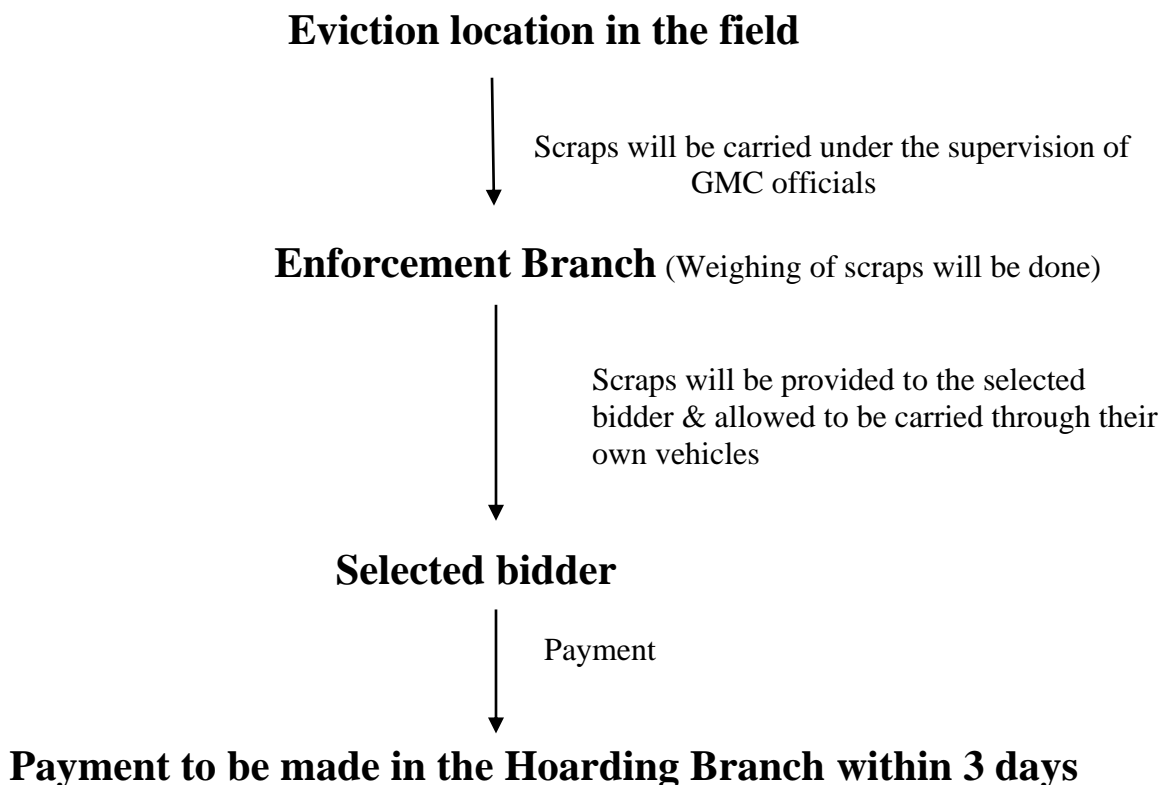 Eviction location in the field
Scraps will be carried under the supervision of
GMC officials
Enforcement Branch (Weighing of scraps will be done)
Scraps will be provided to the selected
bidder & allowed to be carried through their
own vehicles
Selected bidder
Payment
Payment to be made in the Hoarding Branch within 3 days